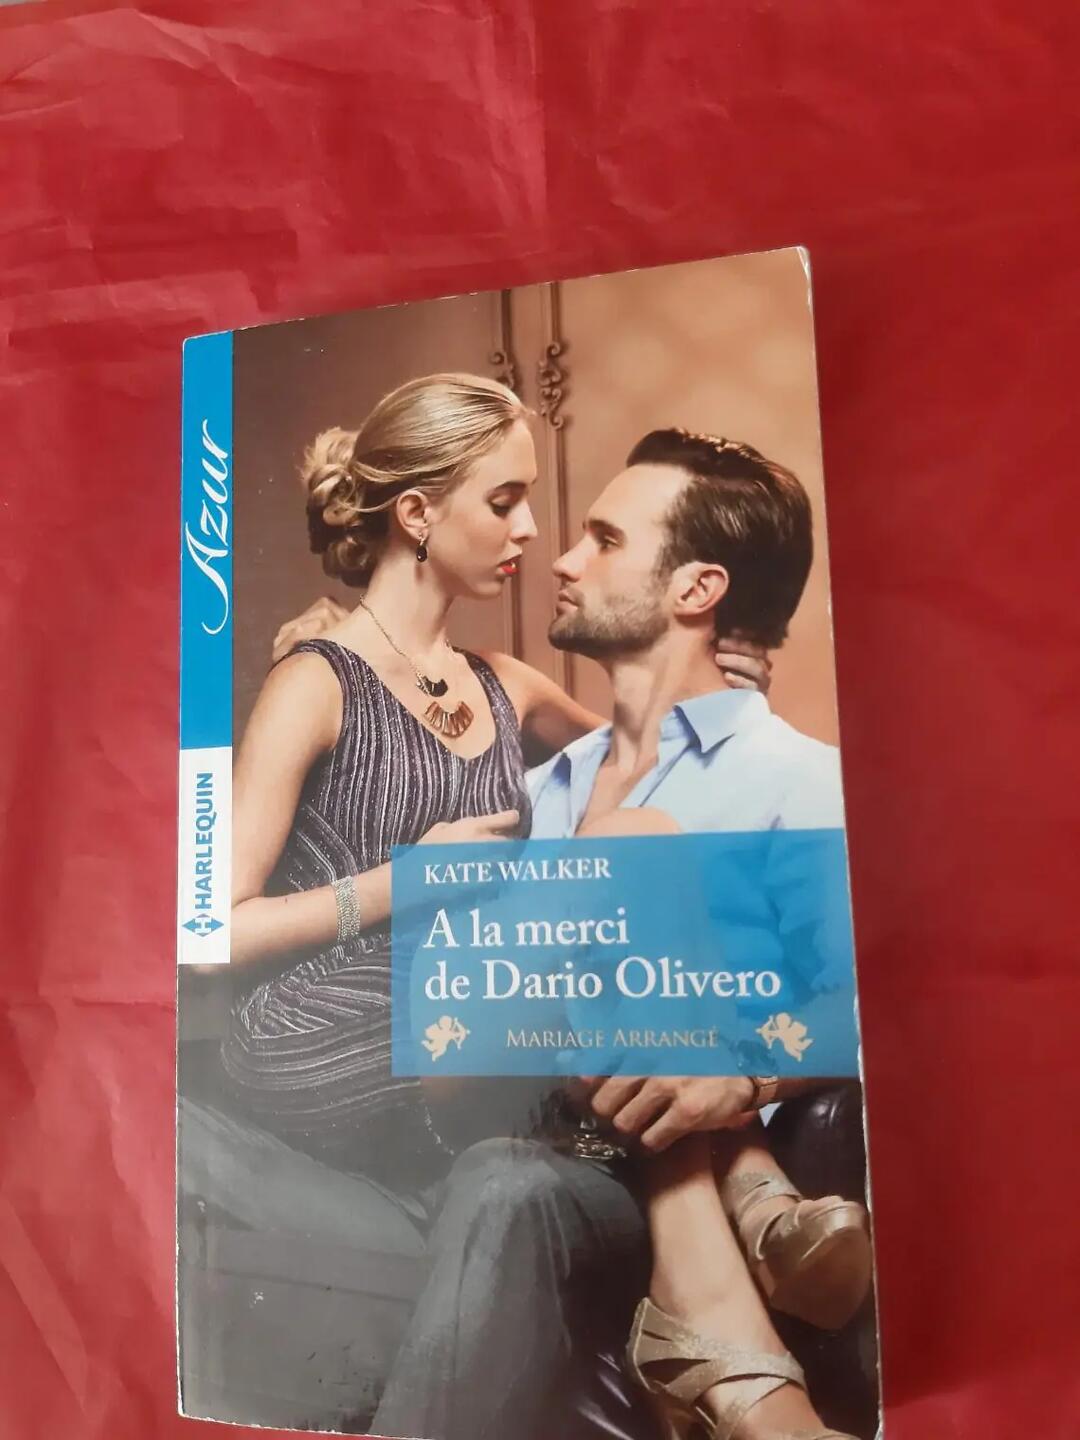 Azur
HARLEQUIN
KATE WALKER
A la merci
de Dario Olivero
MARIAGE ARRANGÉ